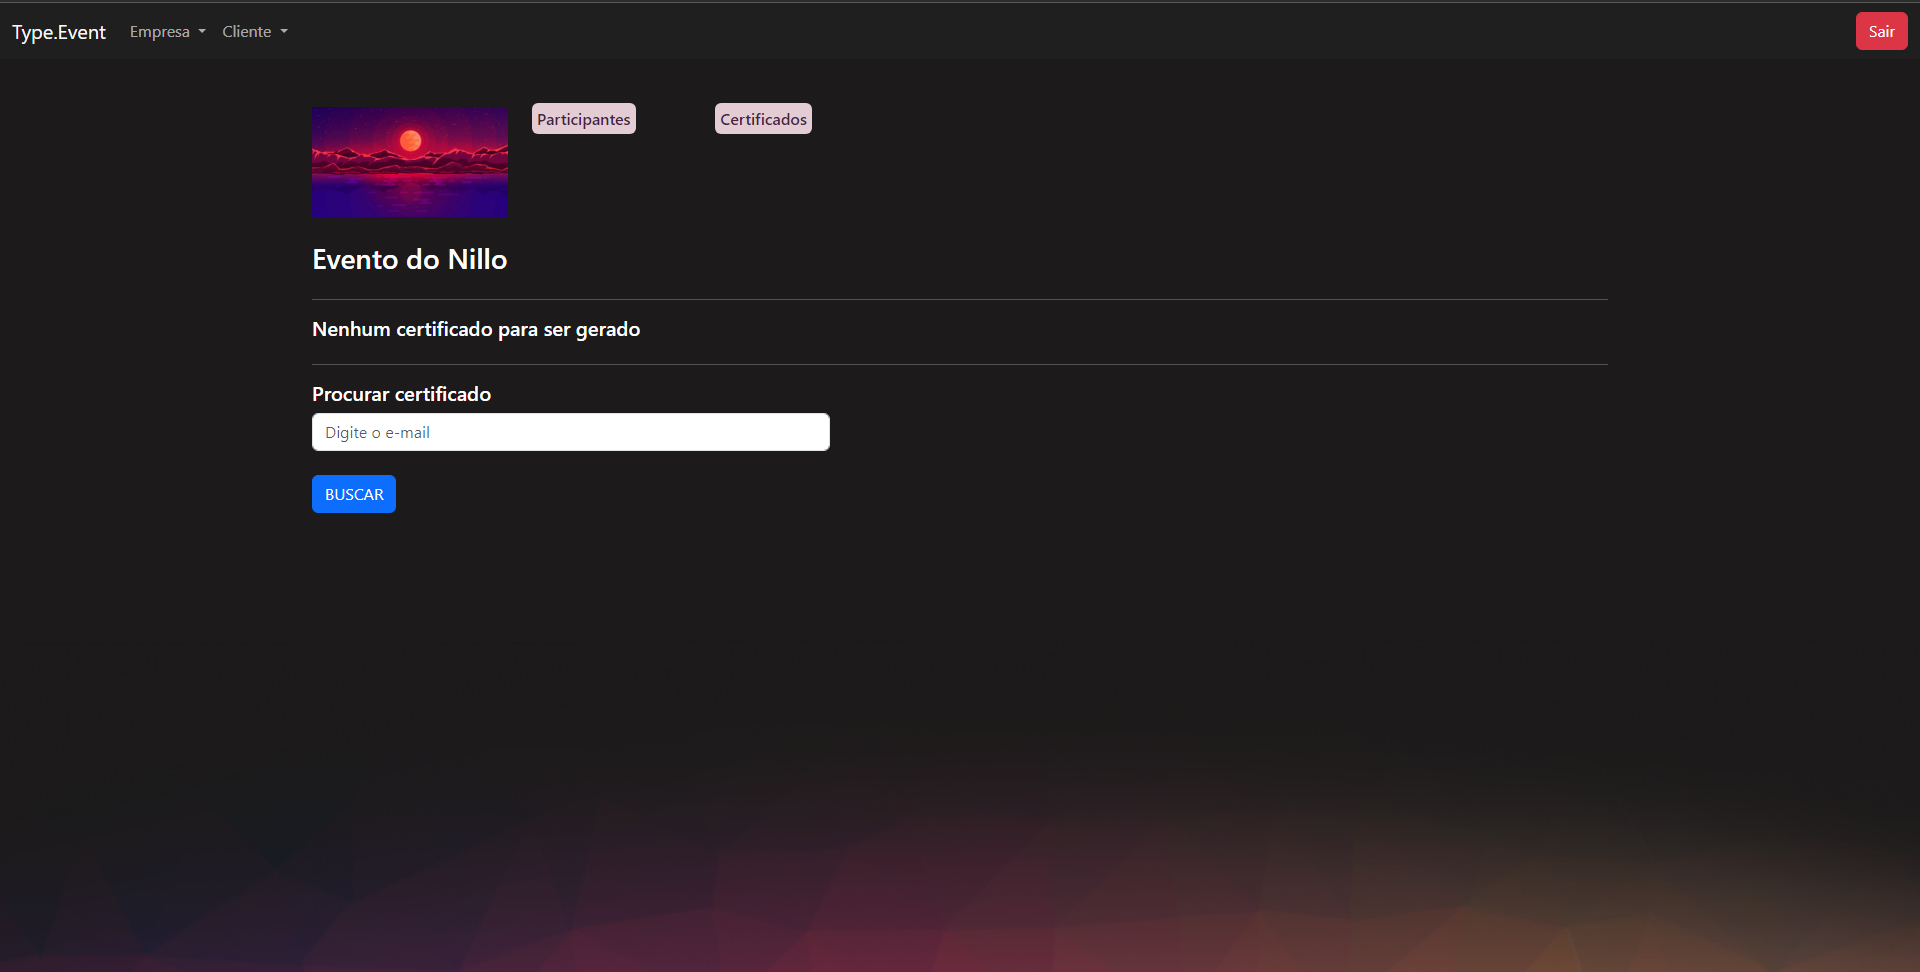 Type.Event Empresa Cliente Sair
Participantes Certificados
Evento do Nillo
Nenhum certificado para ser gerado
Procurar certificado
Digite o e-mail
BUSCAR